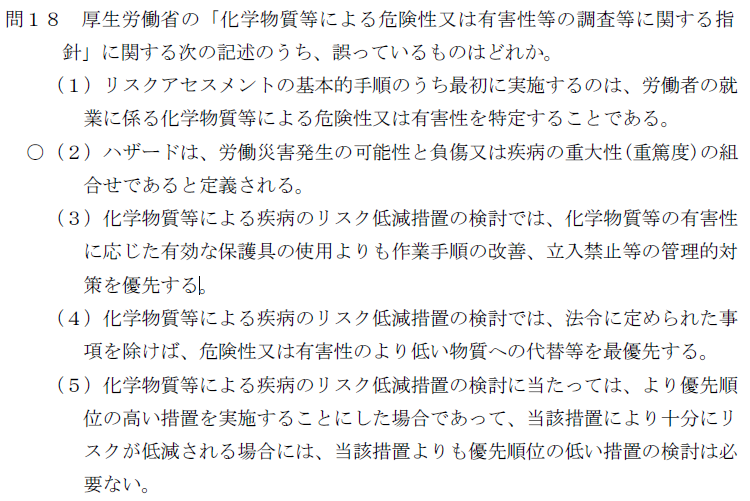 問１８　厚生労働省の「化学物質等による危険性又は有害性等の調査等に関する指
針」に関する次の記述のうち、誤っているものはどれか。
（１）リスクアセスメントの基本的手順のうち最初に実施するのは、労働者の就
業に係る化学物質等による危険性又は有害性を特定することである。
○（２）ハザードは、労働災害発生の可能性と負傷又は疾病の重大性(重篤度)の組
合せであると定義される。
（３）化学物質等による疾病のリスク低減措置の検討では、化学物質等の有害性
に応じた有効な保護具の使用よりも作業手順の改善、立入禁止等の管理的対
策を優先する。
（４）化学物質等による疾病のリスク低減措置の検討では、法令に定められた事
項を除けば、危険性又は有害性のより低い物質への代替等を最優先する。
（５）化学物質等による疾病のリスク低減措置の検討に当たっては、より優先順
位の高い措置を実施することにした場合であって、当該措置により十分にリ
スクが低減される場合には、当該措置よりも優先順位の低い措置の検討は必
要ない。